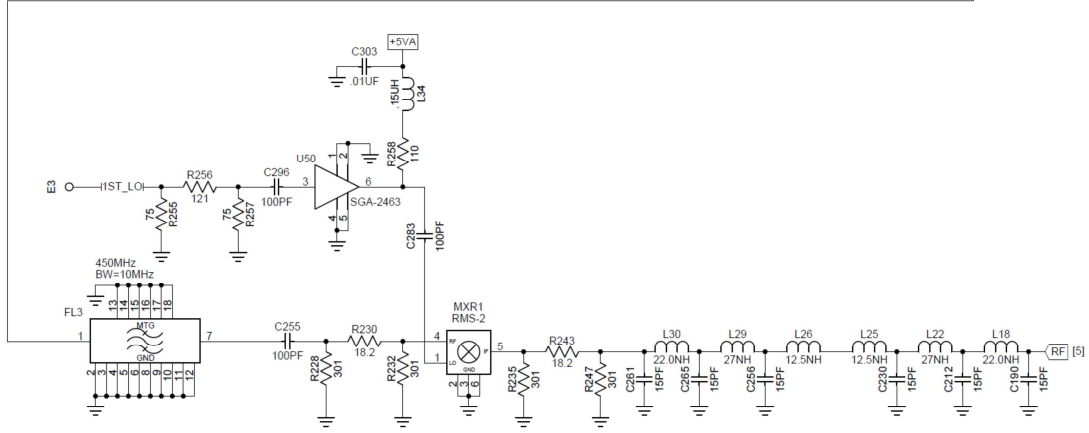 +5VA
C303
.01UF
.15UH
L34
R258
110
U50
1
2
3
6
SGA-2463
4
5
E3
1ST_LO
R256
121
75
R255
75
R257
C296
100PF
C283
100PF
450MHz
BW=10MHz
FL3
13
14
15
16
17
18
MTG
1
7
GND
2
3
4
5
6
8
9
10
11
12
C255
100PF
R230
18.2
R228
301
R232
301
MXR1
RMS-2
4
RF
IF
5
1
LO
GND
2
3
6
R243
18.2
R235
301
R247
301
L30
22.0NH
L29
27NH
L26
12.5NH
L25
12.5NH
L22
27NH
L18
22.0NH
RF [5]
C261
15PF
C265
15PF
C256
15PF
C230
15PF
C212
15PF
C190
15PF